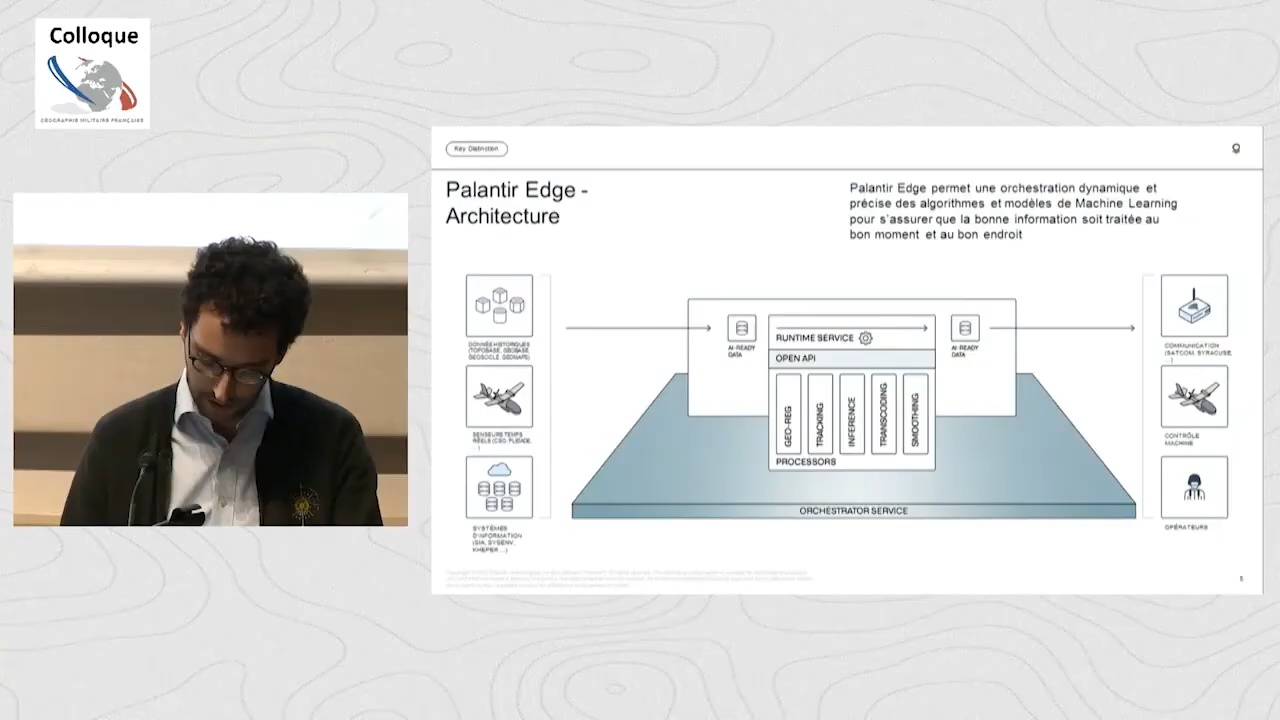 Colloque
GÉOGRAPHIE MILITAIRE FRANÇAISE
Key Distinction
Palantir Edge -
Architecture
Palantir Edge permet une orchestration dynamique et
précise des algorithmes et modèles de Machine Learning
pour s'assurer que la bonne information soit traitée au
bon moment et au bon endroit
DONNÉES HISTORIQUES
(TOPOBASE, GEOBASE,
GEOSOCLE, GEOMAPS)
SENSEURS TEMPS
RÉELS (CSO, PLEIADE,
...)
SYSTÈMES
D'INFORMATION
(SIA, SYSENV,
KHEPER ...)
AI-READY
DATA
RUNTIME SERVICE
OPEN API
GEO-REG
TRACKING
INFERENCE
TRANSCODING
SMOOTHING
PROCESSORS
AI-READY
DATA
ORCHESTRATOR SERVICE
COMMUNICATION
(SATCOM, SYRACUSE,
...)
CONTRÔLE
MACHINE
OPÉRATEURS
5